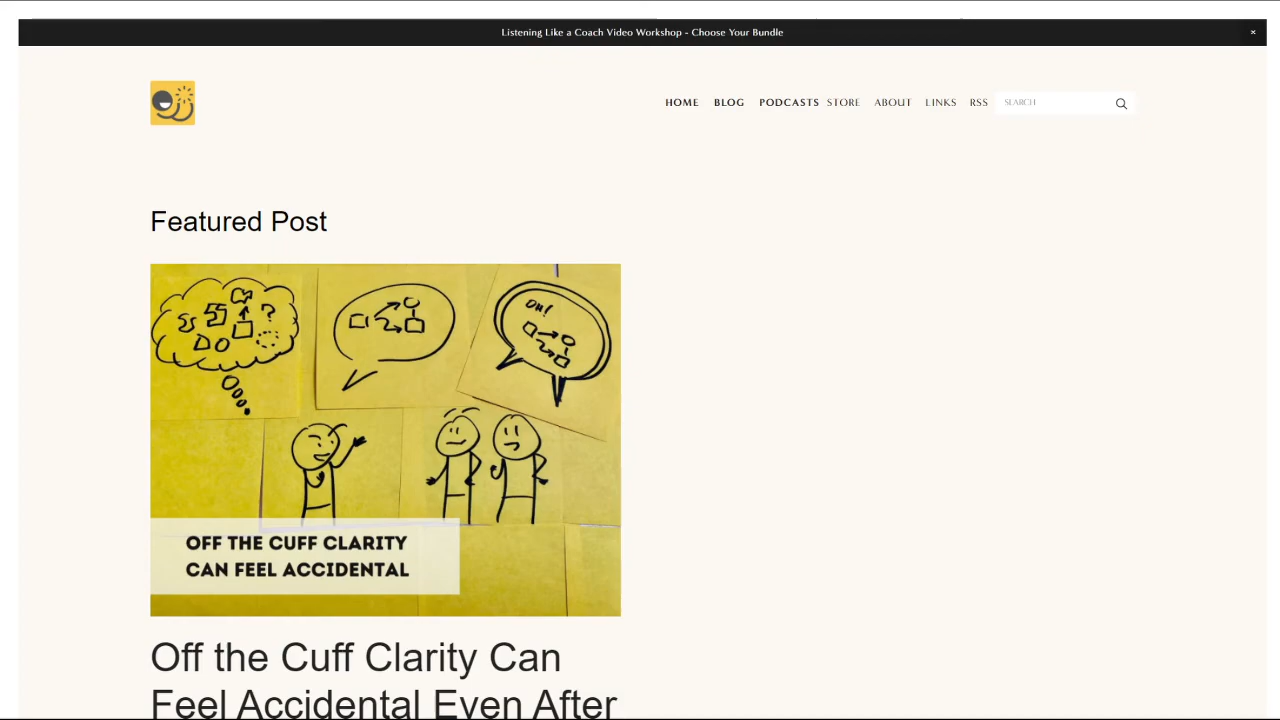 Listening Like a Coach Video Workshop - Choose Your Bundle ×
HOME BLOG PODCASTS STORE ABOUT LINKS RSS SEARCH
Featured Post
?
OH!
OFF THE CUFF CLARITY
CAN FEEL ACCIDENTAL
Off the Cuff Clarity Can
Feel Accidental Even After